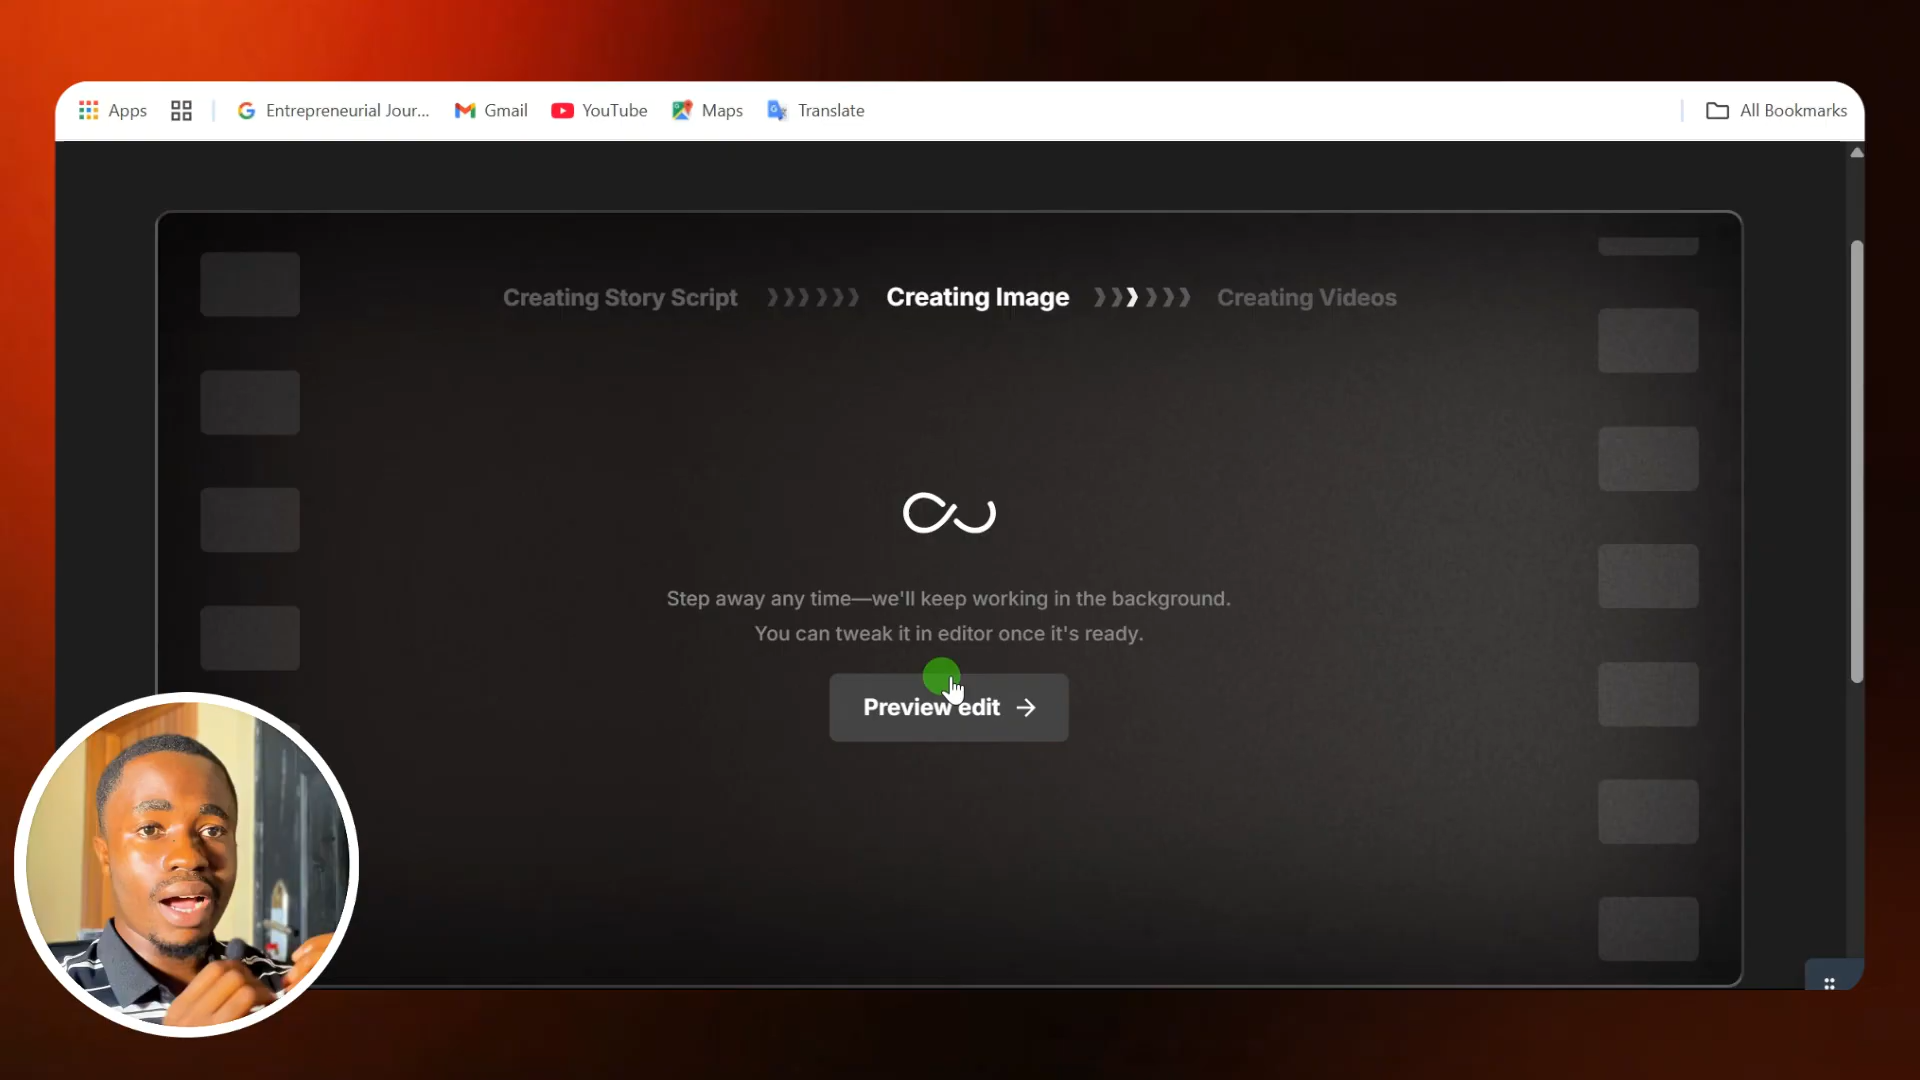 Apps
Entrepreneurial Jour...
Gmail
YouTube
Maps
Translate
All Bookmarks
Creating Story Script
Creating Image
Creating Videos
Step away any time—we'll keep working in the background.
You can tweak it in editor once it's ready.
Preview edit →